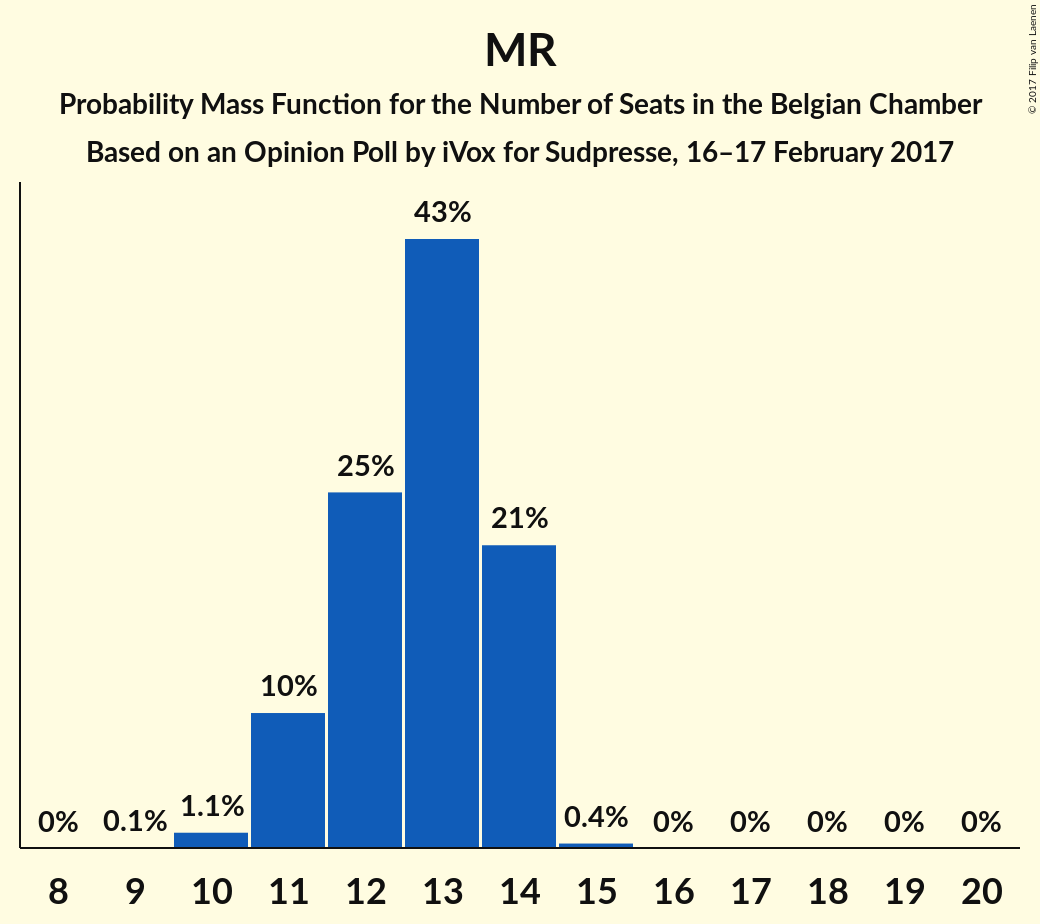 MR
Probability Mass Function for the Number of Seats in the Belgian Chamber
Based on an Opinion Poll by iVox for Sudpresse, 16–17 February 2017
© 2017 Filip van Laenen
43%
25%
21%
10%
1.1%
0.4%
0% 0.1% 0% 0% 0% 0% 0%
8 9 10 11 12 13 14 15 16 17 18 19 20